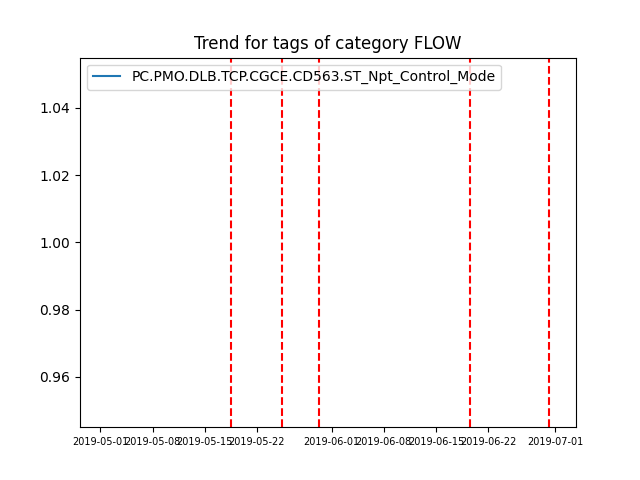 Trend for tags of category FLOW
PC.PMO.DLB.TCP.CGCE.CD563.ST_Npt_Control_Mode
1.04
1.02
1.00
0.98
0.96
2019-05-01 2019-05-08 2019-05-15 2019-05-22 2019-06-01 2019-06-08 2019-06-15 2019-06-22 2019-07-01